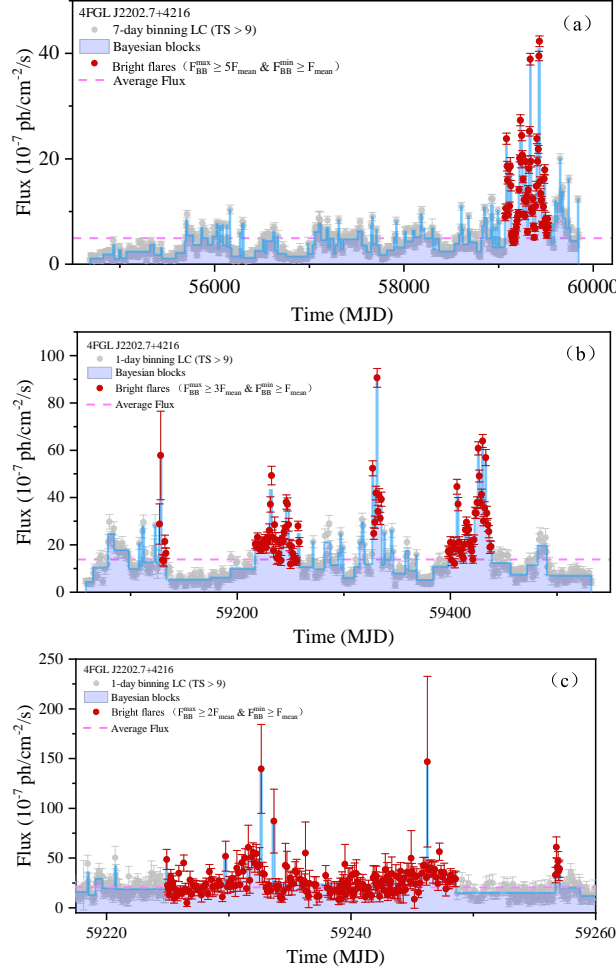 4FGL J2202.7+4216
(a)
7-day binning LC (TS > 9)
Bayesian blocks
Bright flares （F_BB^max ≥ 5F_mean & F_BB^min ≥ F_mean）
Average Flux
40
20
0
Flux (10^-7 ph/cm^-2/s)
56000
58000
60000
Time (MJD)
4FGL J2202.7+4216
(b)
1-day binning LC (TS > 9)
Bayesian blocks
Bright flares （F_BB^max ≥ 3F_mean & F_BB^min ≥ F_mean）
Average Flux
100
80
60
40
20
0
Flux (10^-7 ph/cm^-2/s)
59200
59300
59400
Time (MJD)
4FGL J2202.7+4216
(c)
1-day binning LC (TS > 9)
Bayesian blocks
Bright flares （F_BB^max ≥ 2F_mean & F_BB^min ≥ F_mean）
Average Flux
250
200
150
100
50
0
Flux (10^-7 ph/cm^-2/s)
59220
59240
59260
Time (MJD)